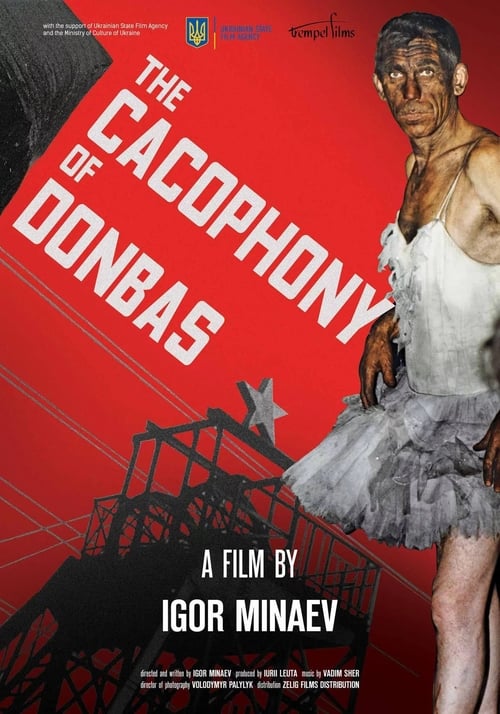 with the support of Ukrainian State Film Agency
and the Ministry of Culture of Ukraine
UKRAINIAN STATE
FILM AGENCY
trempel films
THE
CACOPHONY
OF
DONBAS
A FILM BY
IGOR MINAEV
directed and written by IGOR MINAEV produced by IURII LEUTA music by VADIM SHER
director of photography VOLODYMYR PALYLYK distribution ZELIG FILMS DISTRIBUTION